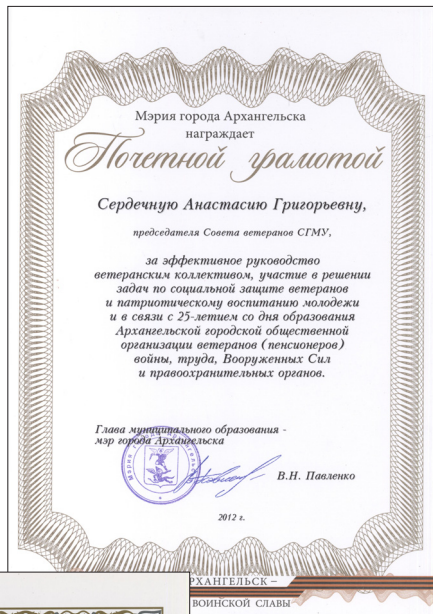 Мэрия города Архангельска
награждает
Почетной грамотой
Сердечную Анастасию Григорьевну,
председателя Совета ветеранов СГМУ,
за эффективное руководство
ветеранским коллективом, участие в решении
задач по социальной защите ветеранов
и патриотическому воспитанию молодежи
и в связи с 25-летием со дня образования
Архангельской городской общественной
организации ветеранов (пенсионеров)
войны, труда, Вооруженных Сил
и правоохранительных органов.
Глава муниципального образования -
мэр города Архангельска
В.Н. Павленко
2012 г.
РХАНГЕЛЬСК –
ВОИНСКОЙ СЛАВЫ